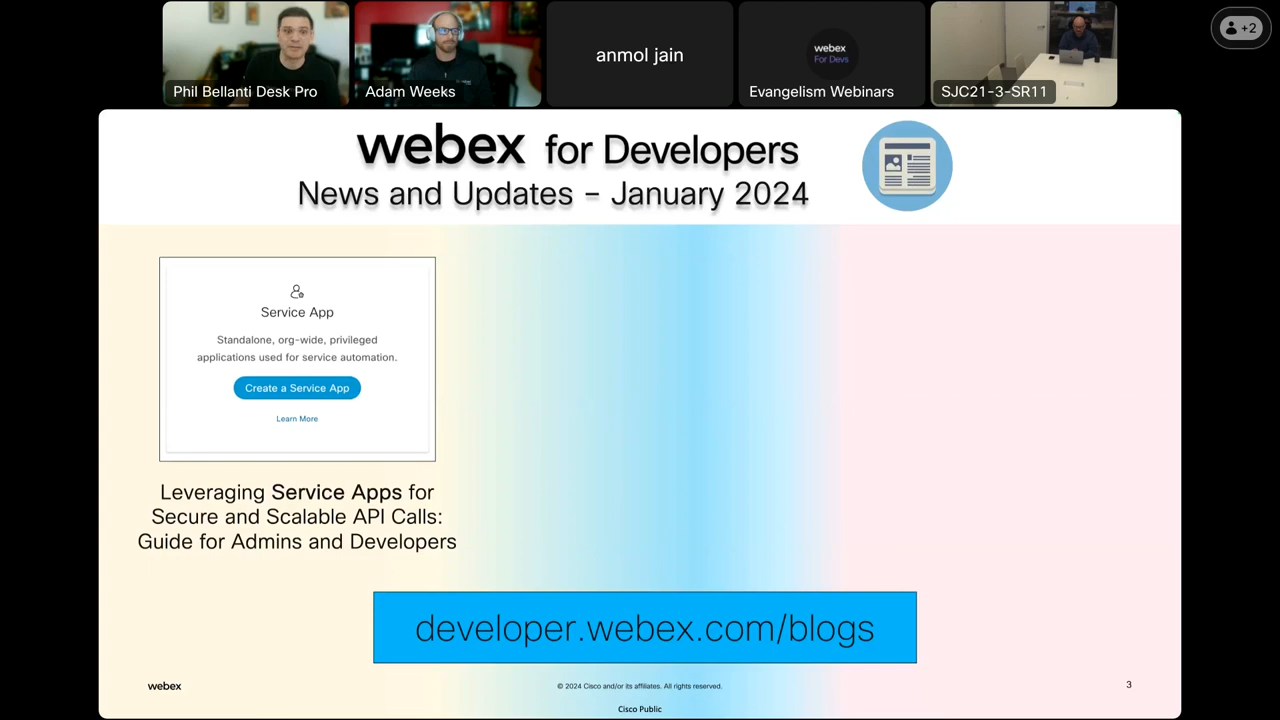 Phil Bellanti Desk Pro
Adam Weeks
anmol jain
webex
For Devs
Evangelism Webinars
SJC21-3-SR11
+2
webex for Developers
News and Updates – January 2024
Service App
Standalone, org-wide, privileged
applications used for service automation.
Create a Service App
Learn More
Leveraging Service Apps for
Secure and Scalable API Calls:
Guide for Admins and Developers
developer.webex.com/blogs
webex
© 2024 Cisco and/or its affiliates. All rights reserved.
3
Cisco Public